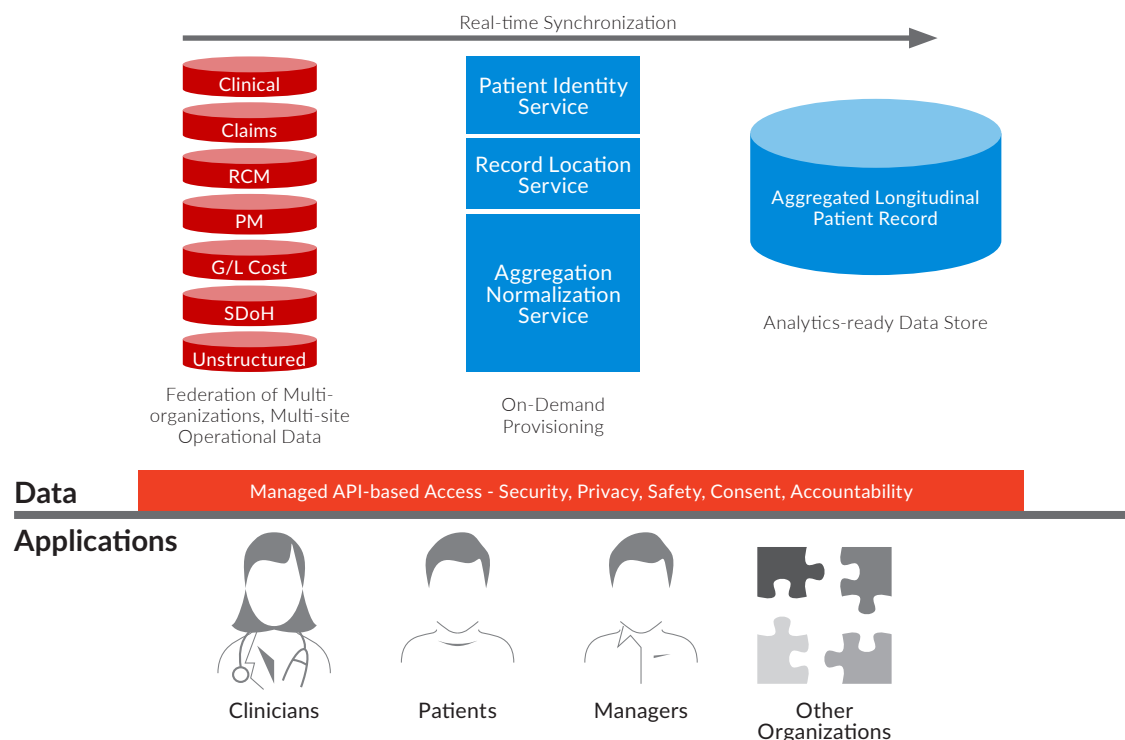 Real-time Synchronization
Clinical
Claims
RCM
PM
G/L Cost
SDoH
Unstructured
Federation of Multi-
organizations, Multi-site
Operational Data
Patient Identity
Service
Record Location
Service
Aggregation
Normalization
Service
On-Demand
Provisioning
Aggregated Longitudinal
Patient Record
Analytics-ready Data Store
Data
Managed API-based Access - Security, Privacy, Safety, Consent, Accountability
Applications
Clinicians
Patients
Managers
Other
Organizations